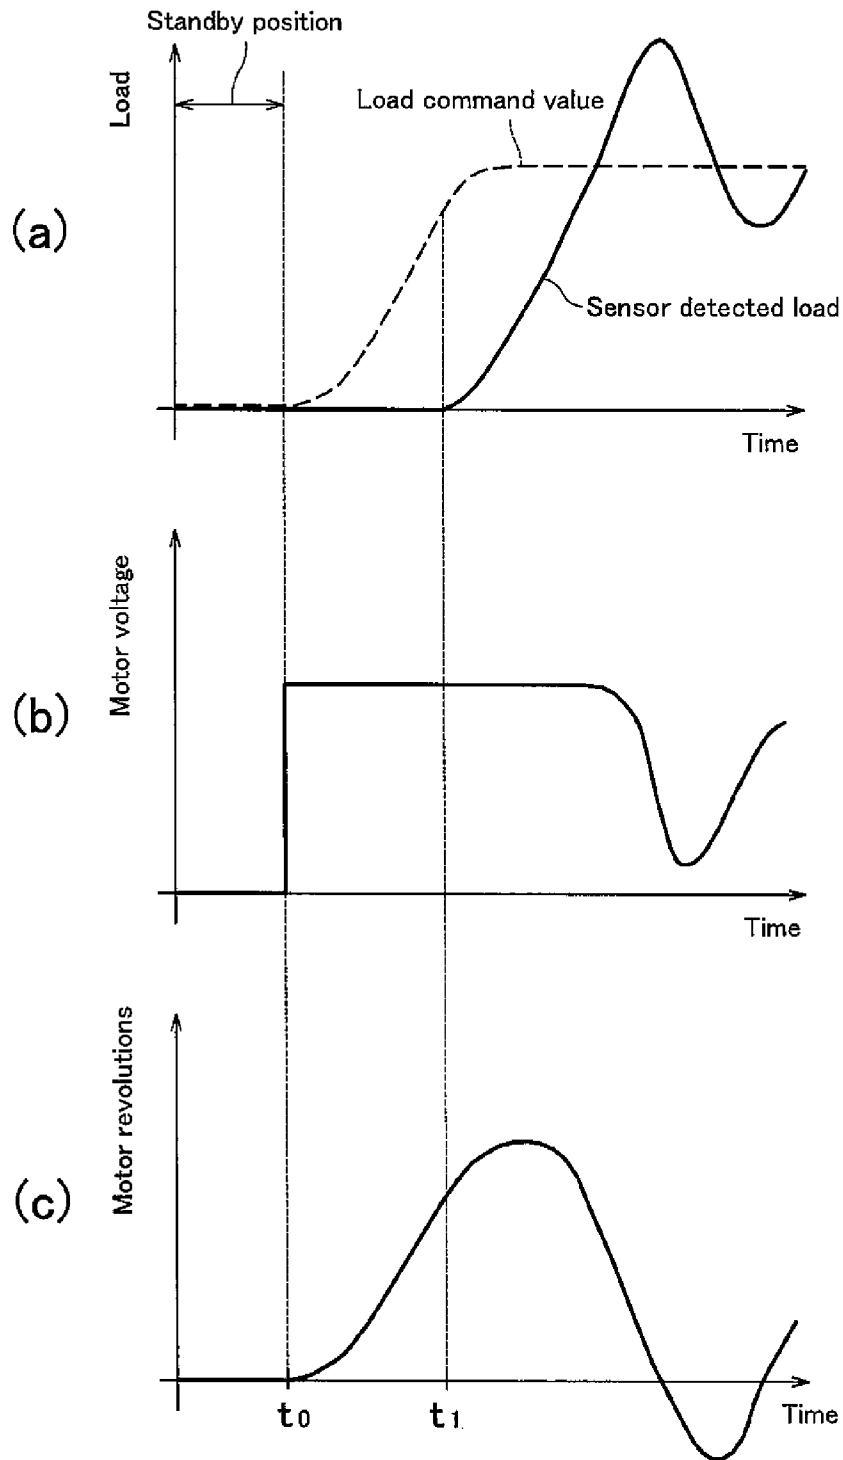 Standby position
Load
Load command value
(a)
Sensor detected load
Time
Motor voltage
(b)
Time
Motor revolutions
(c)
t0
t1
Time